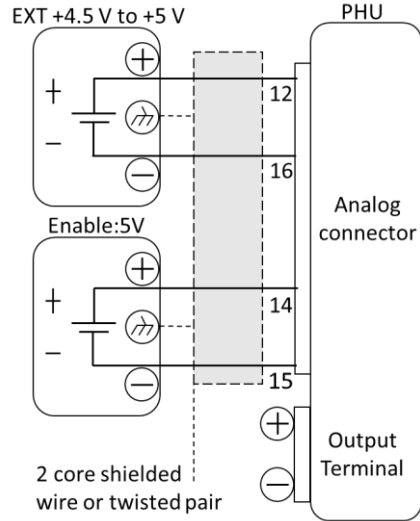 EXT +4.5 V to +5 V
PHU
+
+
12
−
−
16
Enable:5V
Analog
connector
+
+
14
−
−
15
+
Output
Terminal
−
2 core shielded
wire or twisted pair